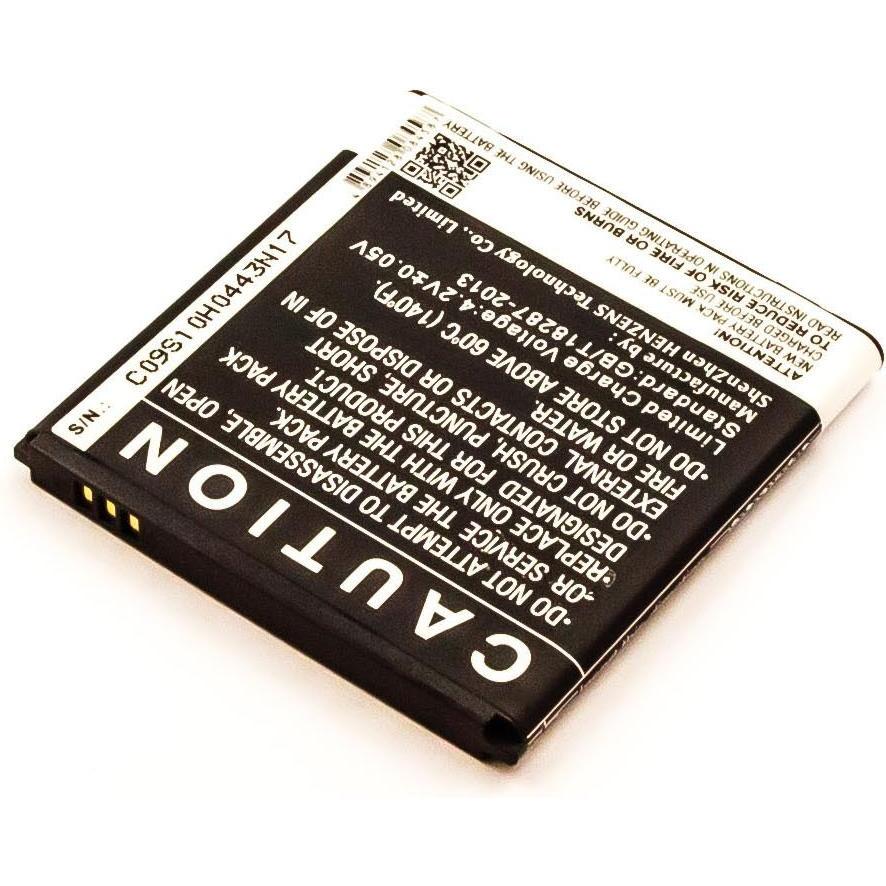 CAUTION
•DO NOT ATTEMPT TO DISASSEMBLE, OPEN
OR SERVICE THE BATTERY PACK.
•REPLACE ONLY WITH THE BATTERY
DESIGNATED FOR THIS PRODUCT.
•DO NOT CRUSH, PUNCTURE, SHORT
EXTERNAL CONTACTS OR DISPOSE OF IN
FIRE OR WATER.
•DO NOT STORE ABOVE 60°C (140°F).
Limited Charge Voltage:4.2V±0.05V
Standard:GB/T18287-2013
Manufacture by:
ShenZhen HENZENS Technology Co., Limited
S/N.:
C09S10H0443N17
ATTENTION!
NEW BATTERY PACK MUST BE FULLY
CHARGED BEFORE USE
TO REDUCE RISK OF FIRE OR BURNS
READ INSTRUCTIONS IN OPERATING GUIDE BEFORE USING THE BATTERY